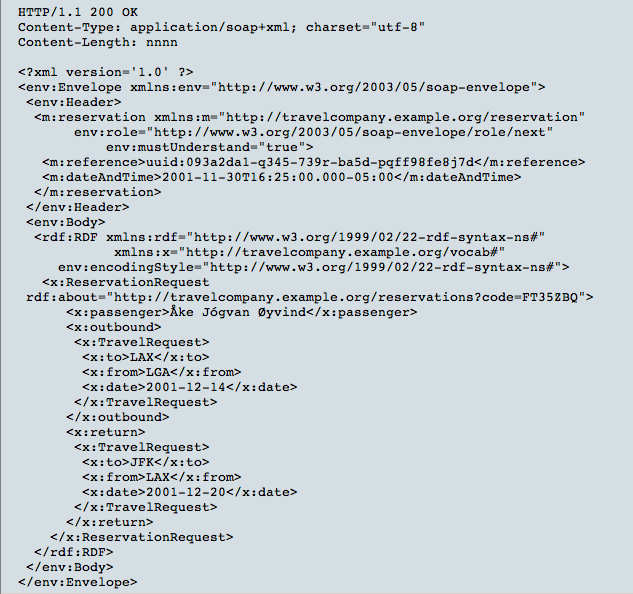 HTTP/1.1 200 OK
Content-Type: application/soap+xml; charset="utf-8"
Content-Length: nnnn

<?xml version='1.0' ?>
<env:Envelope xmlns:env="http://www.w3.org/2003/05/soap-envelope">
 <env:Header>
  <m:reservation xmlns:m="http://travelcompany.example.org/reservation"
       env:role="http://www.w3.org/2003/05/soap-envelope/role/next"
           env:mustUnderstand="true">
   <m:reference>uuid:093a2da1-q345-739r-ba5d-pqff98fe8j7d</m:reference>
   <m:dateAndTime>2001-11-30T16:25:00.000-05:00</m:dateAndTime>
  </m:reservation>
 </env:Header>
 <env:Body>
  <rdf:RDF xmlns:rdf="http://www.w3.org/1999/02/22-rdf-syntax-ns#"
            xmlns:x="http://travelcompany.example.org/vocab#"
     env:encodingStyle="http://www.w3.org/1999/02/22-rdf-syntax-ns#">
   <x:ReservationRequest
 rdf:about="http://travelcompany.example.org/reservations?code=FT35ZBQ">
      <x:passenger>Åke Jógvan Øyvind</x:passenger>
      <x:outbound>
       <x:TravelRequest>
        <x:to>LAX</x:to>
        <x:from>LGA</x:from>
        <x:date>2001-12-14</x:date>
       </x:TravelRequest>
      </x:outbound>
      <x:return>
       <x:TravelRequest>
        <x:to>JFK</x:to>
        <x:from>LAX</x:from>
        <x:date>2001-12-20</x:date>
       </x:TravelRequest>
      </x:return>
    </x:ReservationRequest>
  </rdf:RDF>
 </env:Body>
</env:Envelope>